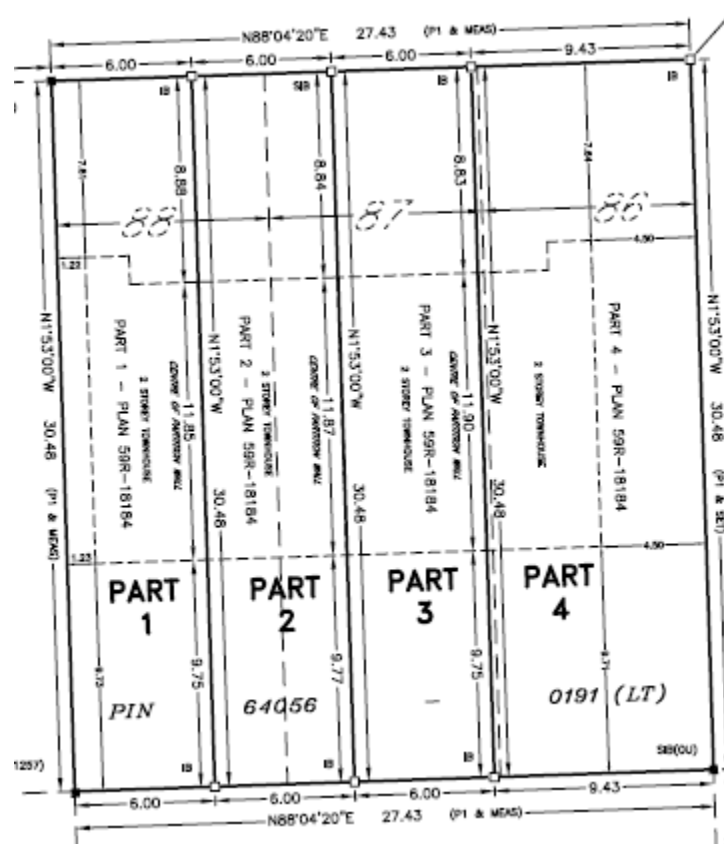 N88°04'20"E 27.43 (P1 & MEAS)
6.00 6.00 6.00 9.43
IB SIB IB IB
7.81 8.88 8.84 8.83 7.84
88 87 86
1.22 4.50
N1°53'00"W 30.48 (P1 & MEAS)
PART 1 – PLAN 59R-18184
2 STOREY TOWNHOUSE
CENTRE OF PARTITION WALL
11.85
N1°53'00"W 30.48
PART 2 – PLAN 59R-18184
2 STOREY TOWNHOUSE
CENTRE OF PARTITION WALL
11.87
N1°53'00"W 30.48
PART 3 – PLAN 59R-18184
2 STOREY TOWNHOUSE
CENTRE OF PARTITION WALL
11.90
N1°53'00"W 30.48
2 STOREY TOWNHOUSE
PART 4 – PLAN 59R-18184
N1°53'00"W 30.48 (P1 & SET)
1.23 4.50
PART PART PART PART
1 2 3 4
9.73 9.75 9.77 9.75 9.71
PIN 64056 – 0191 (LT)
1257) IB IB IB SIB(OU)
6.00 6.00 6.00 9.43
N88°04'20"E 27.43 (P1 & MEAS)